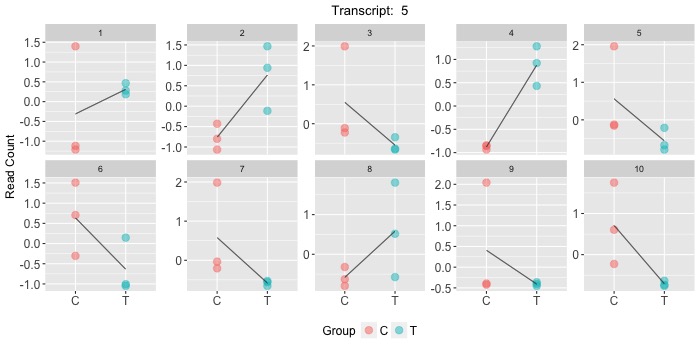 Transcript: 5
Read Count
1 2 3 4 5
1.5 1.5 2 1.0 2
1.0 1.0 1 0.5 1
0.5 0.5 0 0.0 0
0.0 0.0 -0.5
-0.5 -0.5 -1.0
-1.0 -1.0
6 7 8 9 10
1.5 2 1 2.0 1
1.0 1 0 1.5 0
0.5 0 1.0
0.0 0.5
-0.5 0.0
-1.0 -0.5
C T C T C T C T C T
Group C T